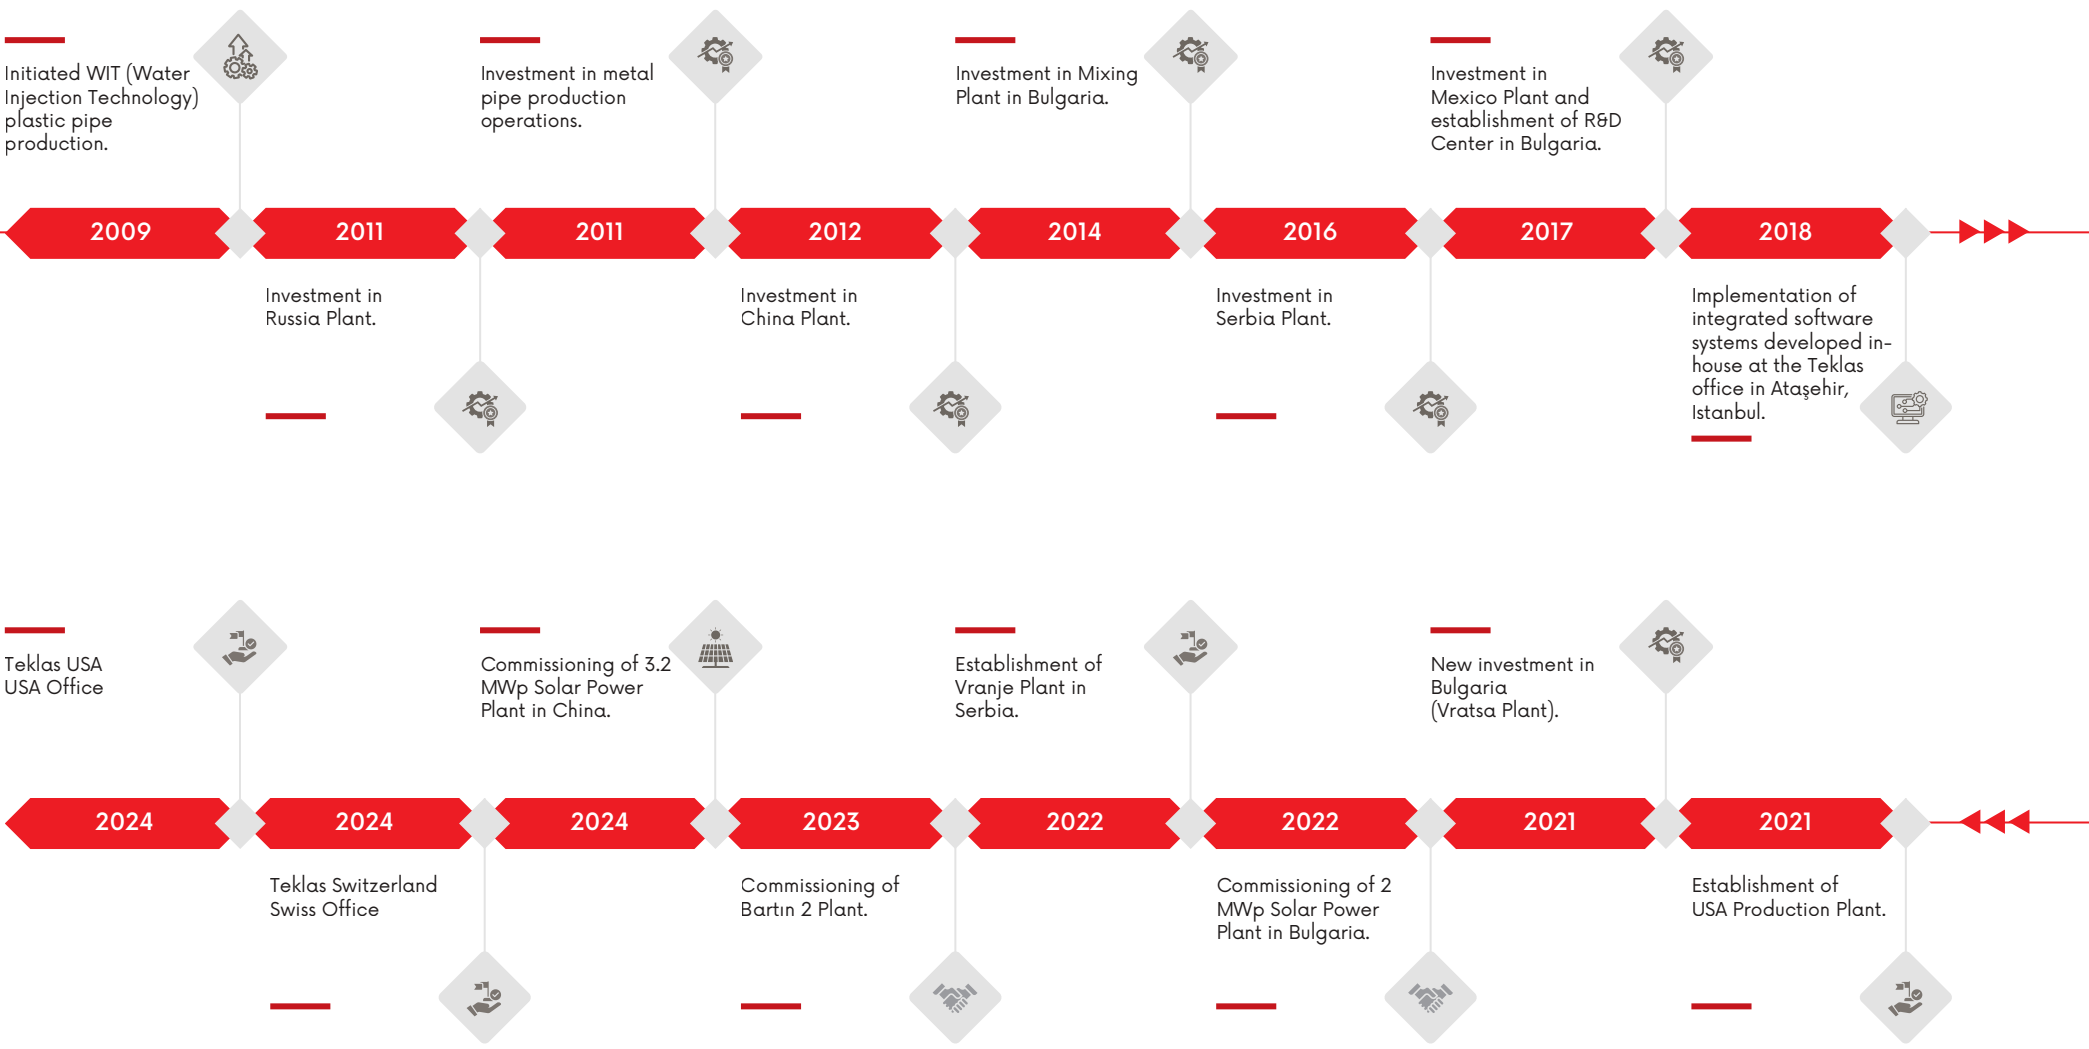 Initiated WIT (Water
Injection Technology)
plastic pipe
production.
Investment in metal
pipe production
operations.
Investment in Mixing
Plant in Bulgaria.
Investment in
Mexico Plant and
establishment of R&D
Center in Bulgaria.
2009
2011
2011
2012
2014
2016
2017
2018
Investment in
Russia Plant.
Investment in
China Plant.
Investment in
Serbia Plant.
Implementation of
integrated software
systems developed in-
house at the Teklas
office in Ataşehir,
Istanbul.
Teklas USA
USA Office
Commissioning of 3.2
MWp Solar Power
Plant in China.
Establishment of
Vranje Plant in
Serbia.
New investment in
Bulgaria
(Vratsa Plant).
2024
2024
2024
2023
2022
2022
2021
2021
Teklas Switzerland
Swiss Office
Commissioning of
Bartın 2 Plant.
Commissioning of 2
MWp Solar Power
Plant in Bulgaria.
Establishment of
USA Production Plant.